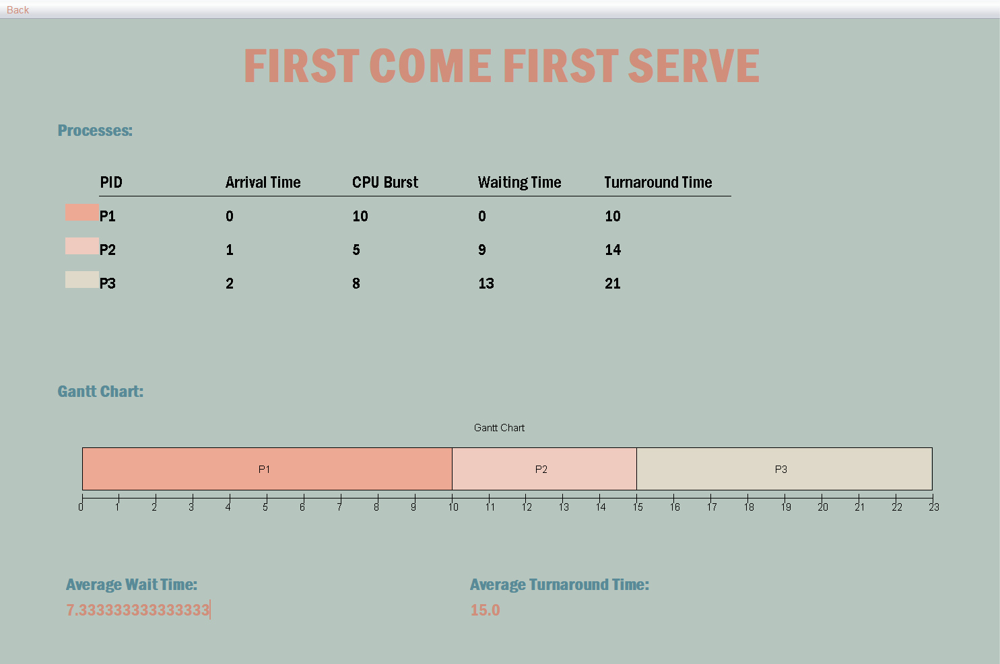 Back
FIRST COME FIRST SERVE
Processes:
PID Arrival Time CPU Burst Waiting Time Turnaround Time
P1 0 10 0 10
P2 1 5 9 14
P3 2 8 13 21
Gantt Chart:
Gantt Chart
P1 P2 P3
0 1 2 3 4 5 6 7 8 9 10 11 12 13 14 15 16 17 18 19 20 21 22 23
Average Wait Time: Average Turnaround Time:
7.333333333333333 15.0